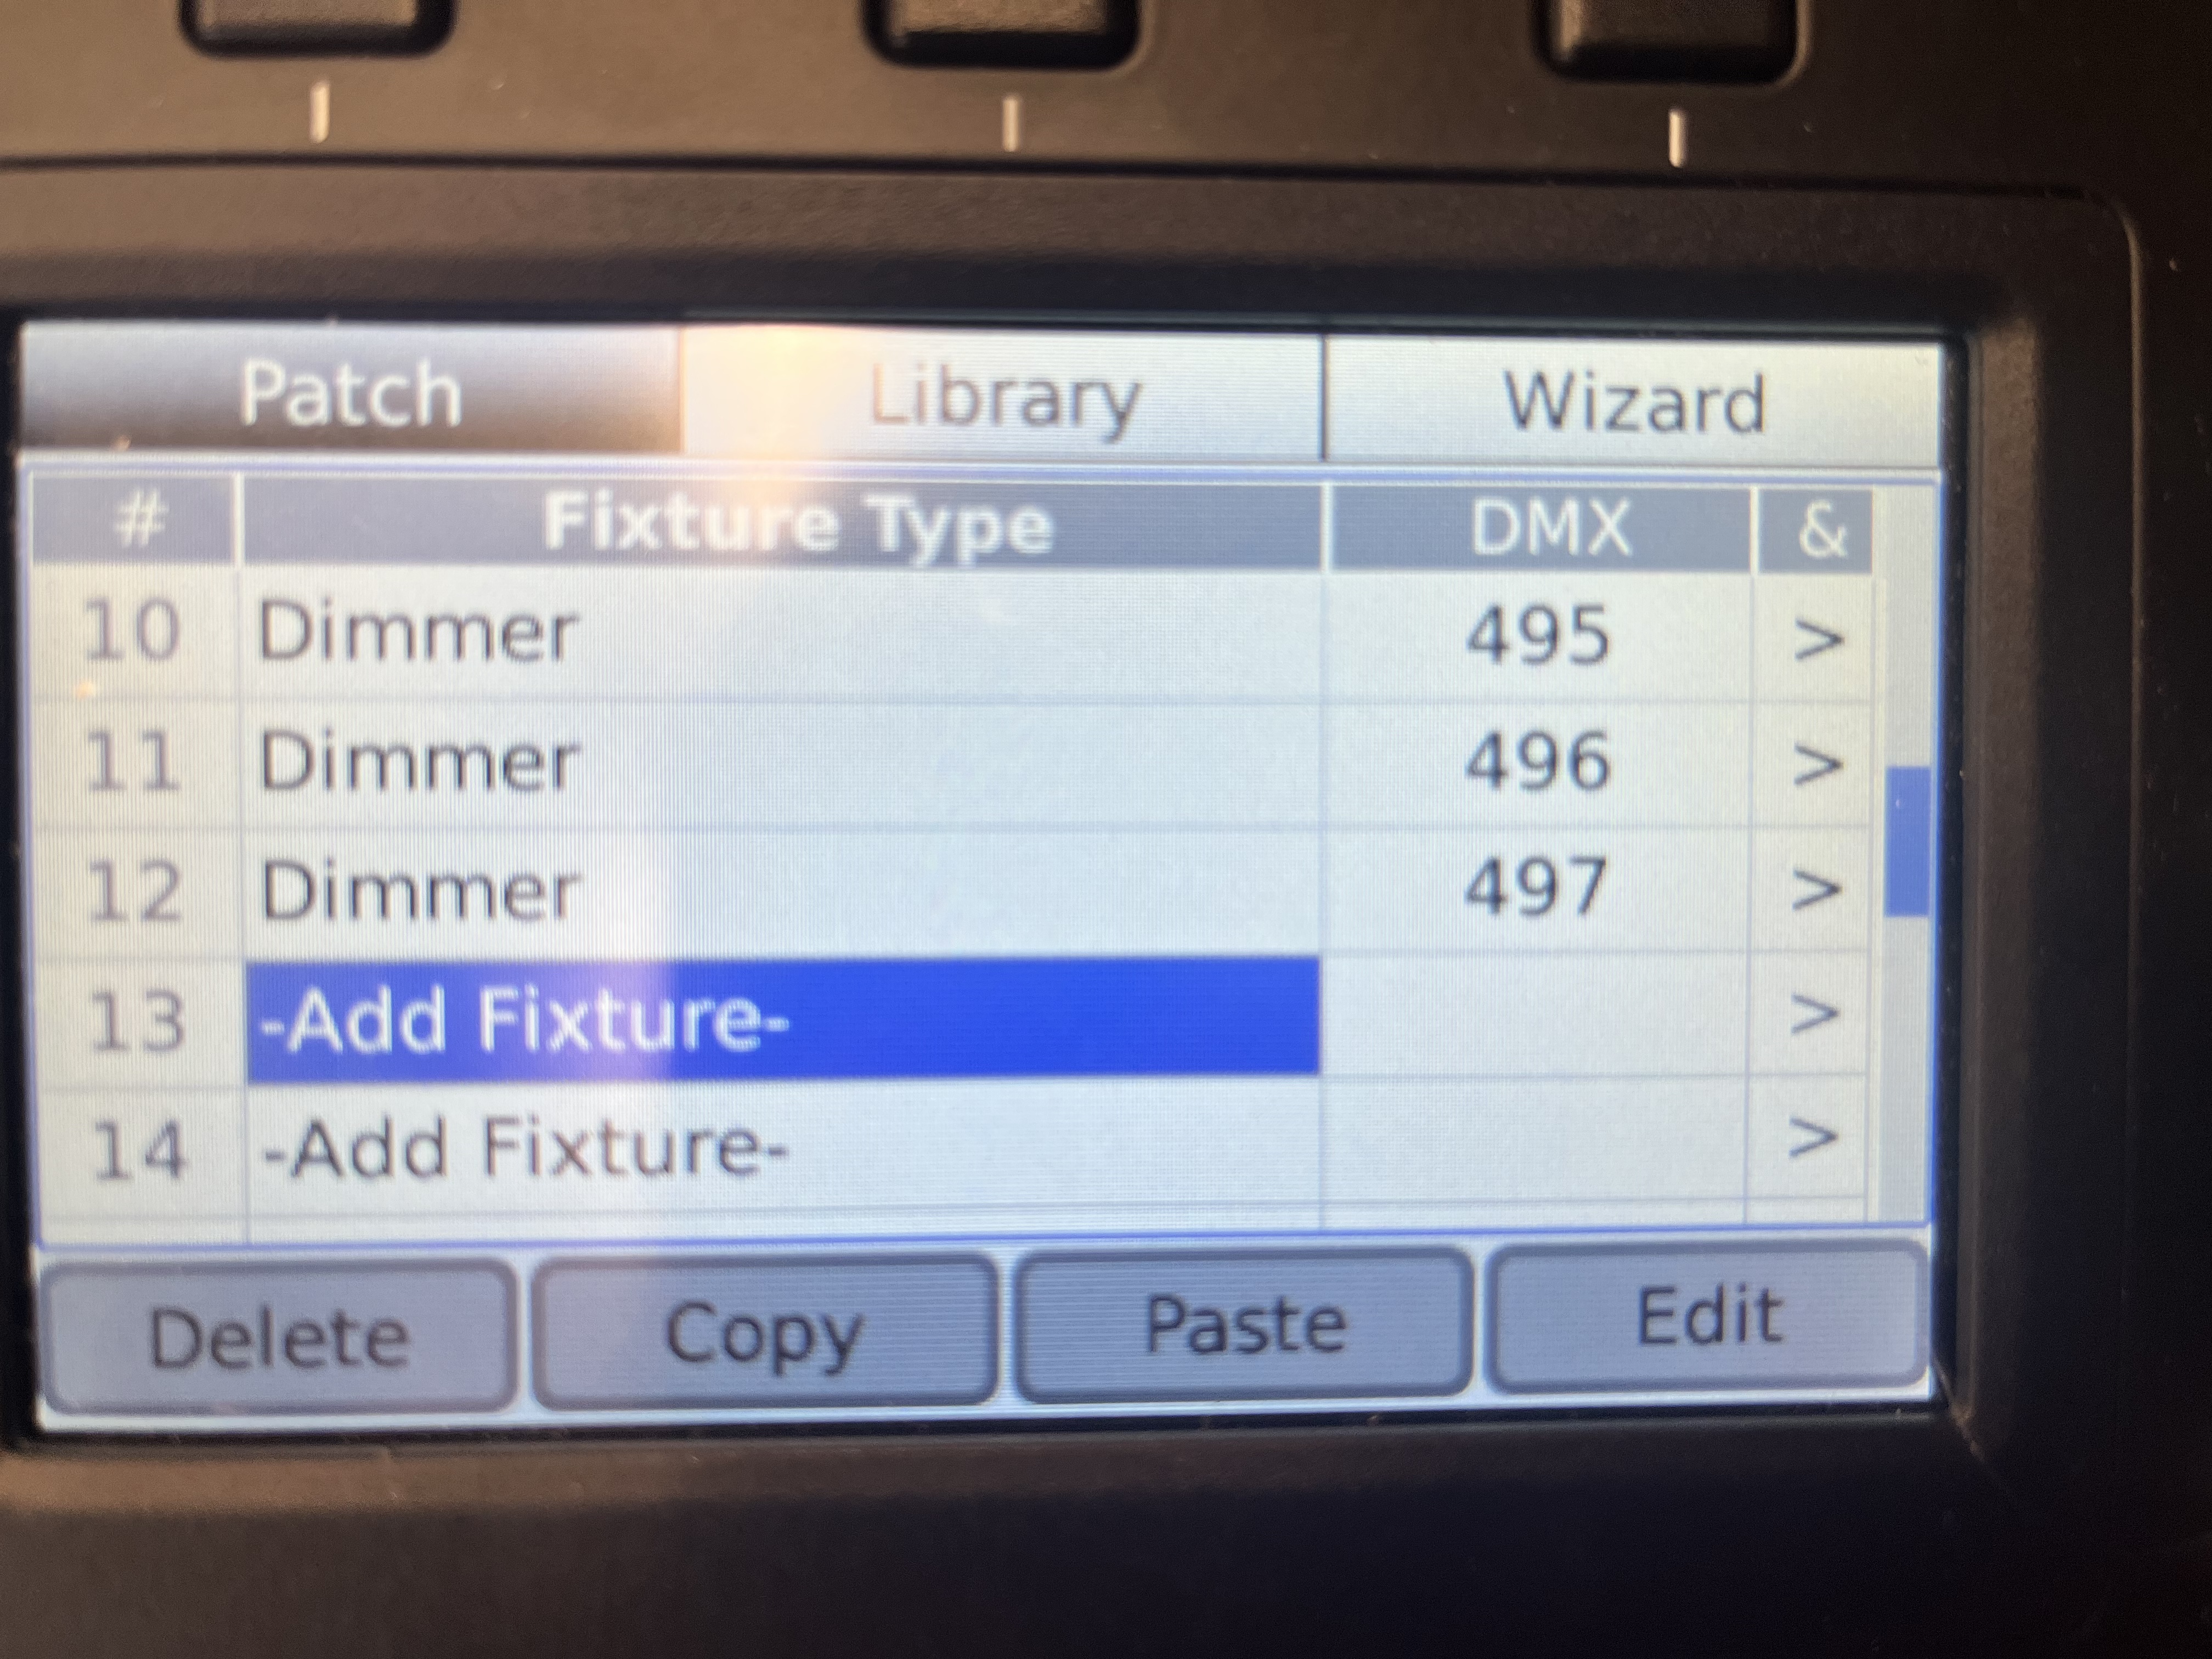 Patch Library Wizard
# Fixture Type DMX &
10 Dimmer 495 >
11 Dimmer 496 >
12 Dimmer 497 >
13 -Add Fixture- >
14 -Add Fixture- >
Delete Copy Paste Edit